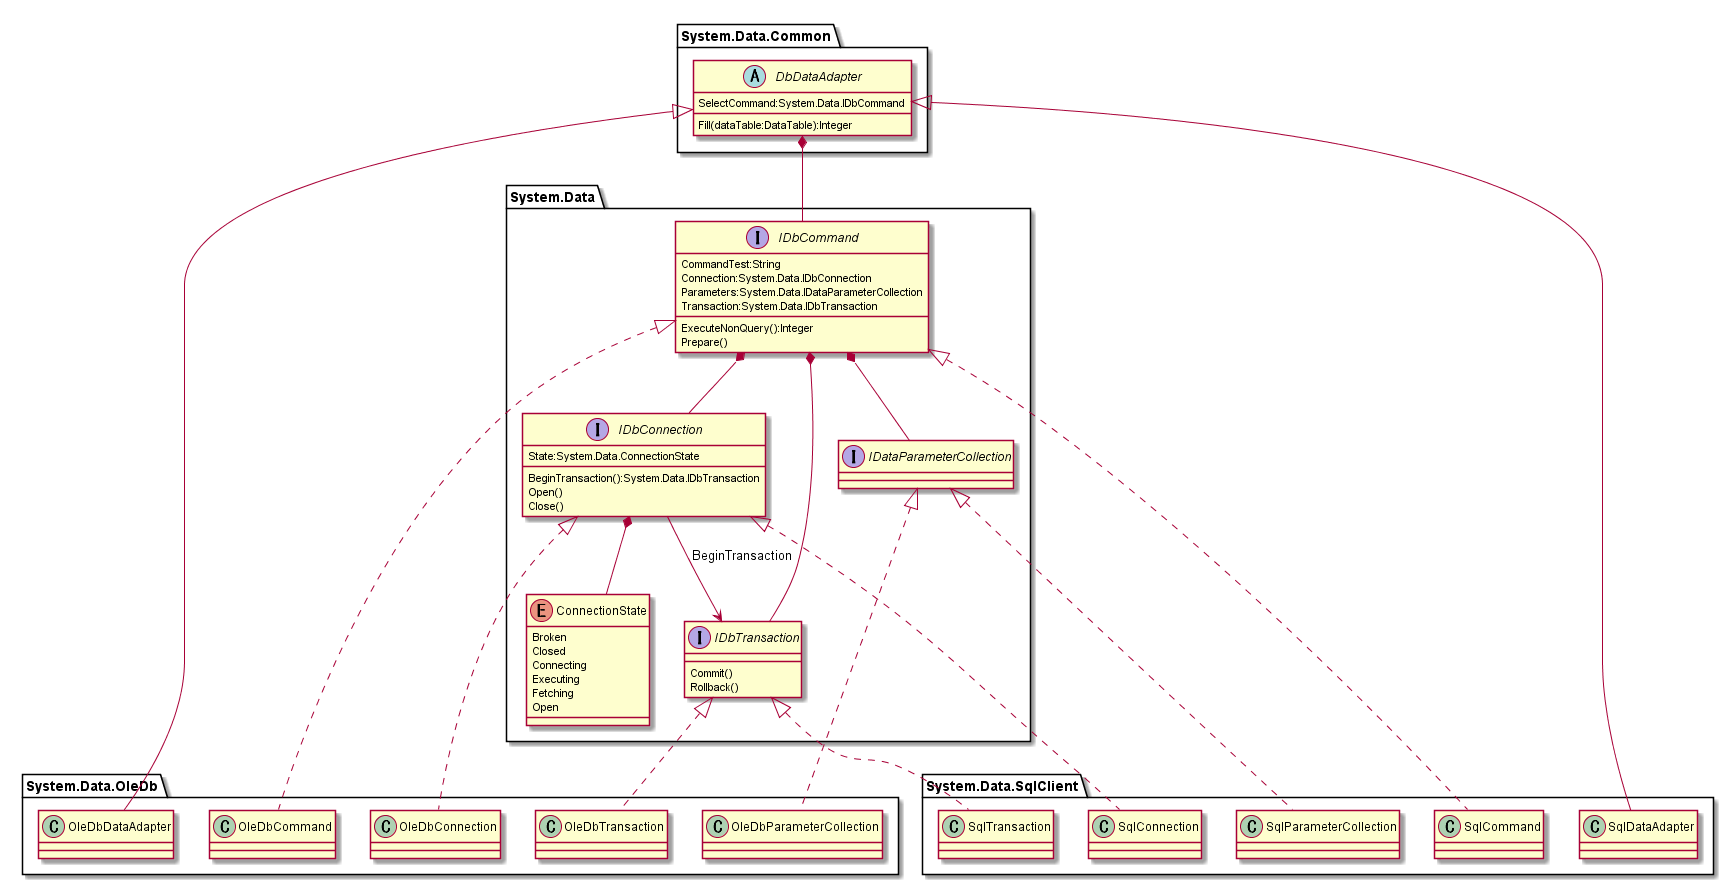 System.Data.Common
A DbDataAdapter
SelectCommand:System.Data.IDbCommand
Fill(dataTable:DataTable):Integer
System.Data
I IDbCommand
CommandTest:String
Connection:System.Data.IDbConnection
Parameters:System.Data.IDataParameterCollection
Transaction:System.Data.IDbTransaction
ExecuteNonQuery():Integer
Prepare()
I IDbConnection
State:System.Data.ConnectionState
BeginTransaction():System.Data.IDbTransaction
Open()
Close()
I IDataParameterCollection
BeginTransaction
E ConnectionState
Broken
Closed
Connecting
Executing
Fetching
Open
I IDbTransaction
Commit()
Rollback()
System.Data.OleDb
C OleDbDataAdapter
C OleDbCommand
C OleDbConnection
C OleDbTransaction
C OleDbParameterCollection
System.Data.SqlClient
C SqlTransaction
C SqlConnection
C SqlParameterCollection
C SqlCommand
C SqlDataAdapter